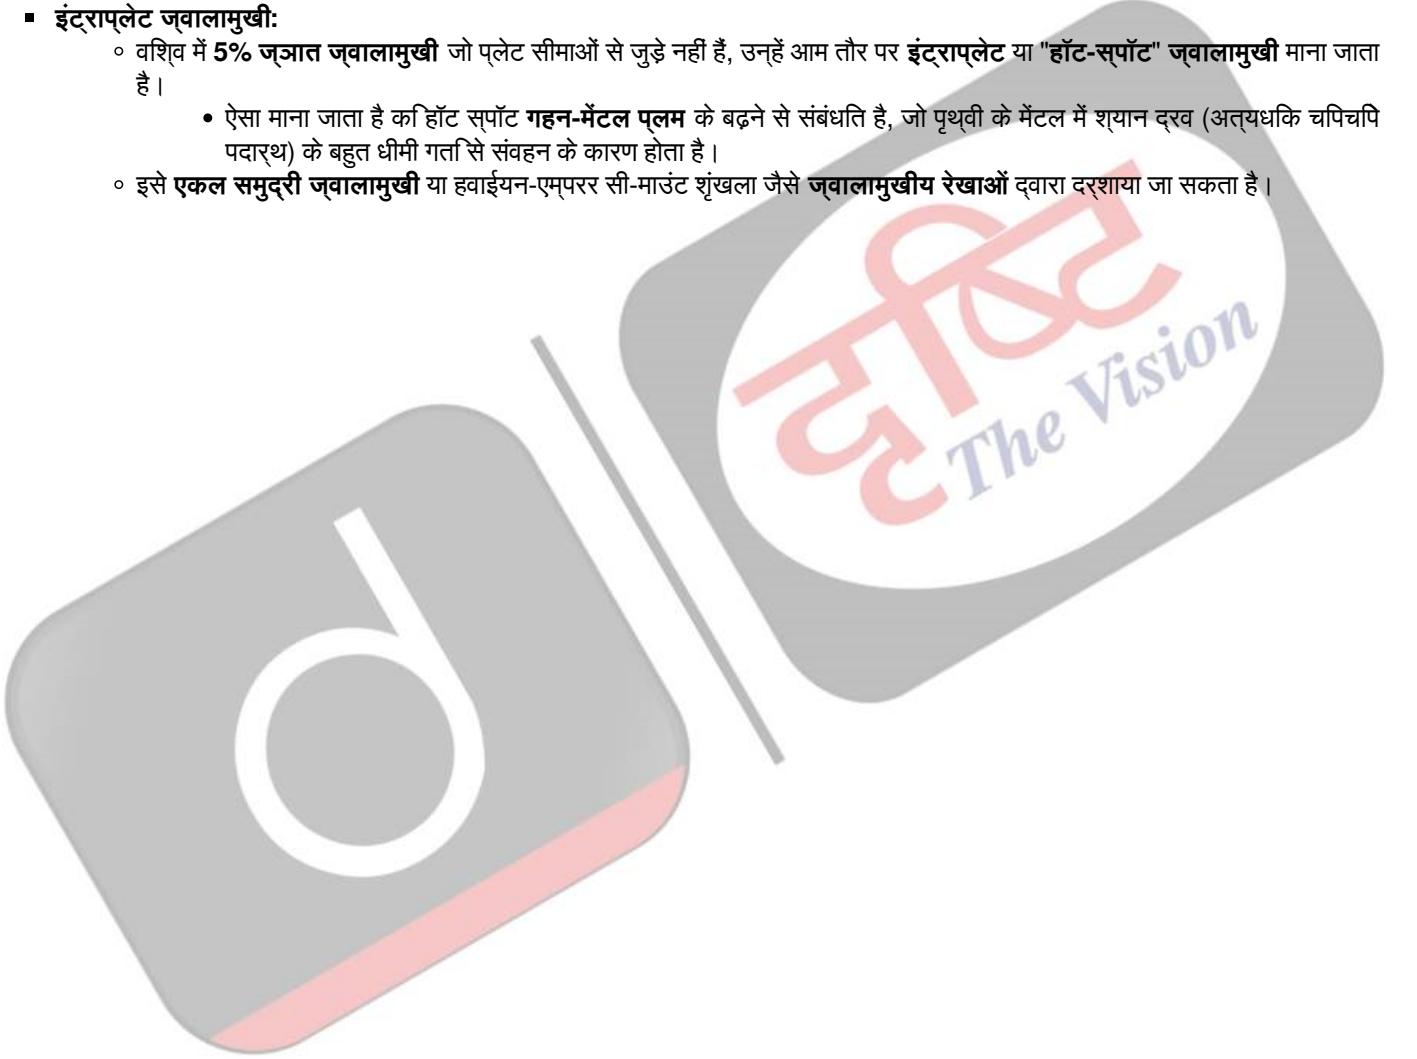 इंट्राप्लेट ज्वालामुखी:
विश्व में 5% ज्ञात ज्वालामुखी जो प्लेट सीमाओं से जुड़े नहीं हैं, उन्हें आम तौर पर इंट्राप्लेट या "हॉट-स्पॉट" ज्वालामुखी माना जाता
है।
ऐसा माना जाता है कि हॉट स्पॉट गहन-मेंटल प्लम के बढ़ने से संबंधित है, जो पृथ्वी के मेंटल में श्यान द्रव (अत्यधिक चिपचिपे
पदार्थ) के बहुत धीमी गति से संवहन के कारण होता है।
इसे एकल समुद्री ज्वालामुखी या हवाईयन-एम्परर सी-माउंट शृंखला जैसे ज्वालामुखीय रेखाओं द्वारा दर्शाया जा सकता है।
दृष्टि
The Vision
d